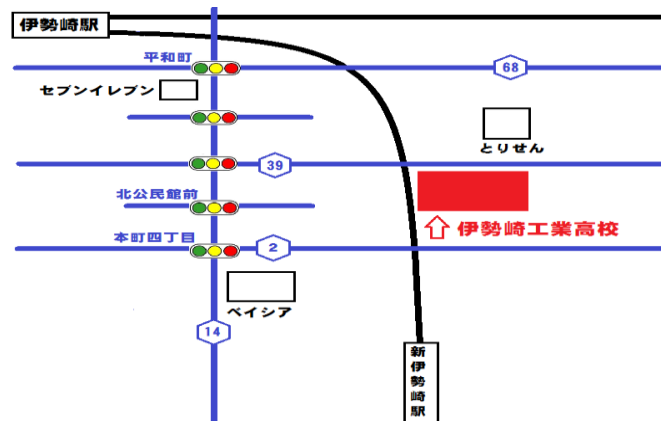 伊勢崎駅
平和町
68
セブンイレブン
とりせん
39
北公民館前
伊勢崎工業高校
本町四丁目
2
ベイシア
14
新伊勢崎駅